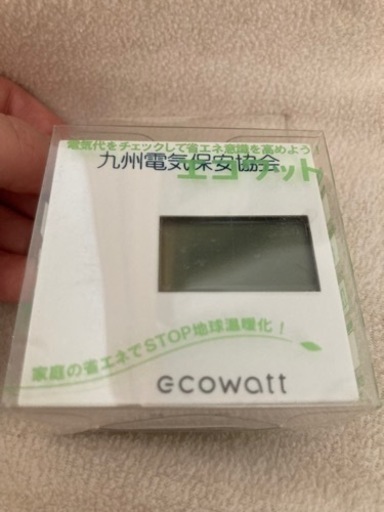 電気代をチェックして省エネ意識を高めよう！
九州電気保安協会
エコワット
家庭の省エネでSTOP地球温暖化！
ecowatt